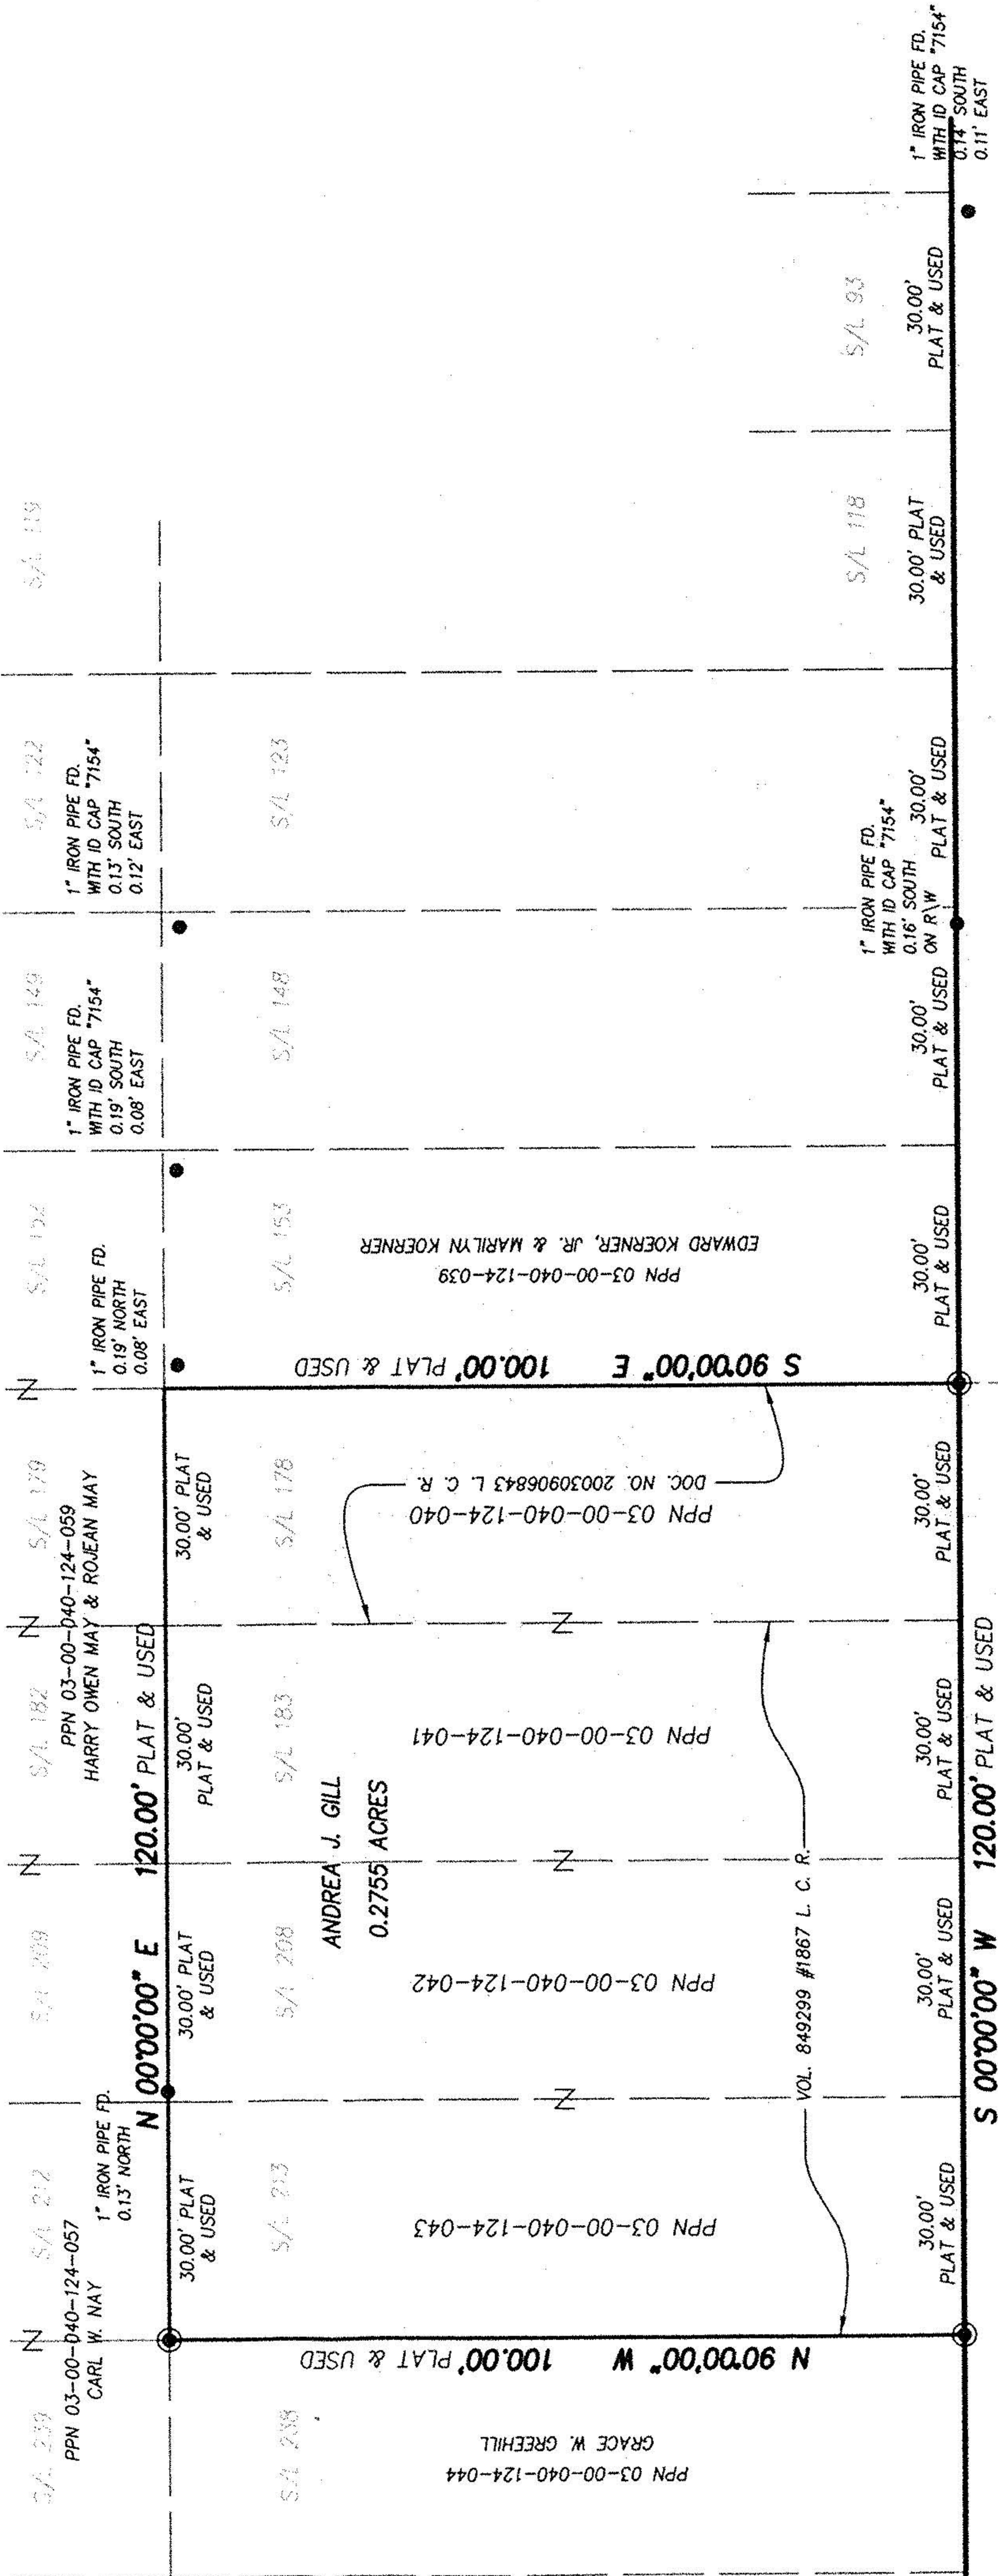 S/L 239
PPN 03-00-040-124-057
CARL W. NAY
S/L 212
1" IRON PIPE FD.
0.13' NORTH
S/L 209
S/L 182
PPN 03-00-040-124-059
HARRY OWEN MAY & ROJEAN MAY
S/L 179
1" IRON PIPE FD.
0.19' NORTH
0.08' EAST
S/L 152
1" IRON PIPE FD.
WITH ID CAP "7154"
0.19' SOUTH
0.08' EAST
S/L 149
1" IRON PIPE FD.
WITH ID CAP "7154"
0.13' SOUTH
0.12' EAST
S/L 122
S/L 119
N 00°00'00" E 120.00' PLAT & USED
30.00' PLAT
& USED
30.00' PLAT
& USED
30.00'
PLAT & USED
30.00' PLAT
& USED
S/L 238
S/L 213
S/L 208
S/L 183
S/L 178
S/L 153
S/L 148
S/L 123
ANDREA J. GILL
0.2755 ACRES
PPN 03-00-040-124-044
GRACE W. GREEHILL
N 90°00'00" W 100.00' PLAT & USED
PPN 03-00-040-124-043
PPN 03-00-040-124-042
PPN 03-00-040-124-041
PPN 03-00-040-124-040
DOC. NO. 20030906843 L. C. R.
S 90°00'00" E 100.00' PLAT & USED
PPN 03-00-040-124-039
EDWARD KOERNER, JR. & MARILYN KOERNER
VOL. 849299 #1867 L. C. R.
S/L 118
S/L 93
1" IRON PIPE FD.
WITH ID CAP "7154"
0.16' SOUTH
ON R\W
1" IRON PIPE FD.
WITH ID CAP "7154"
0.14' SOUTH
0.11' EAST
30.00'
PLAT & USED
30.00'
PLAT & USED
30.00'
PLAT & USED
30.00'
PLAT & USED
30.00'
PLAT & USED
30.00'
PLAT & USED
30.00'
PLAT & USED
30.00' PLAT
& USED
30.00'
PLAT & USED
S 00°00'00" W 120.00' PLAT & USED